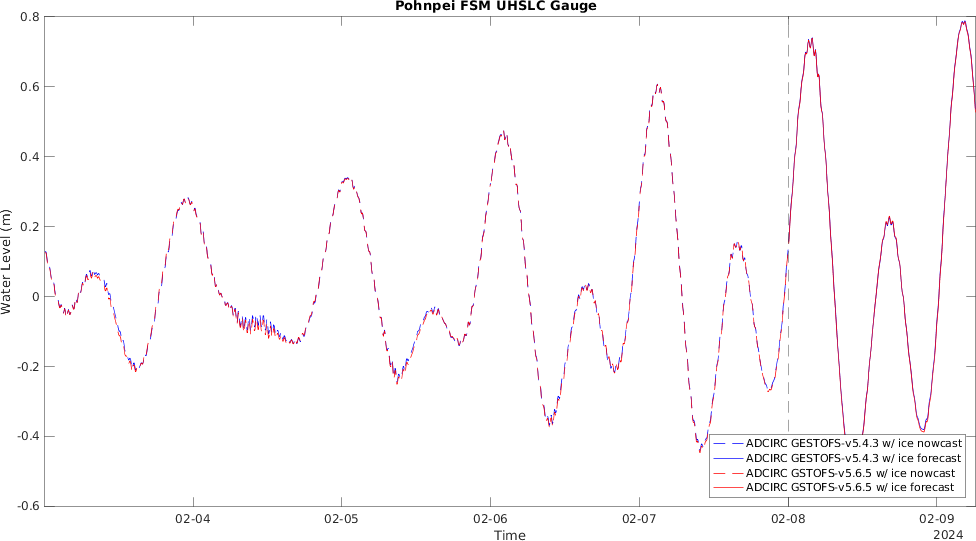 Pohnpei FSM UHSLC Gauge
0.8
0.6
0.4
0.2
0
-0.2
-0.4
-0.6
Water Level (m)
ADCIRC GESTOFS-v5.4.3 w/ ice nowcast
ADCIRC GESTOFS-v5.4.3 w/ ice forecast
ADCIRC GSTOFS-v5.6.5 w/ ice nowcast
ADCIRC GSTOFS-v5.6.5 w/ ice forecast
02-04 02-05 02-06 02-07 02-08 02-09
Time
2024